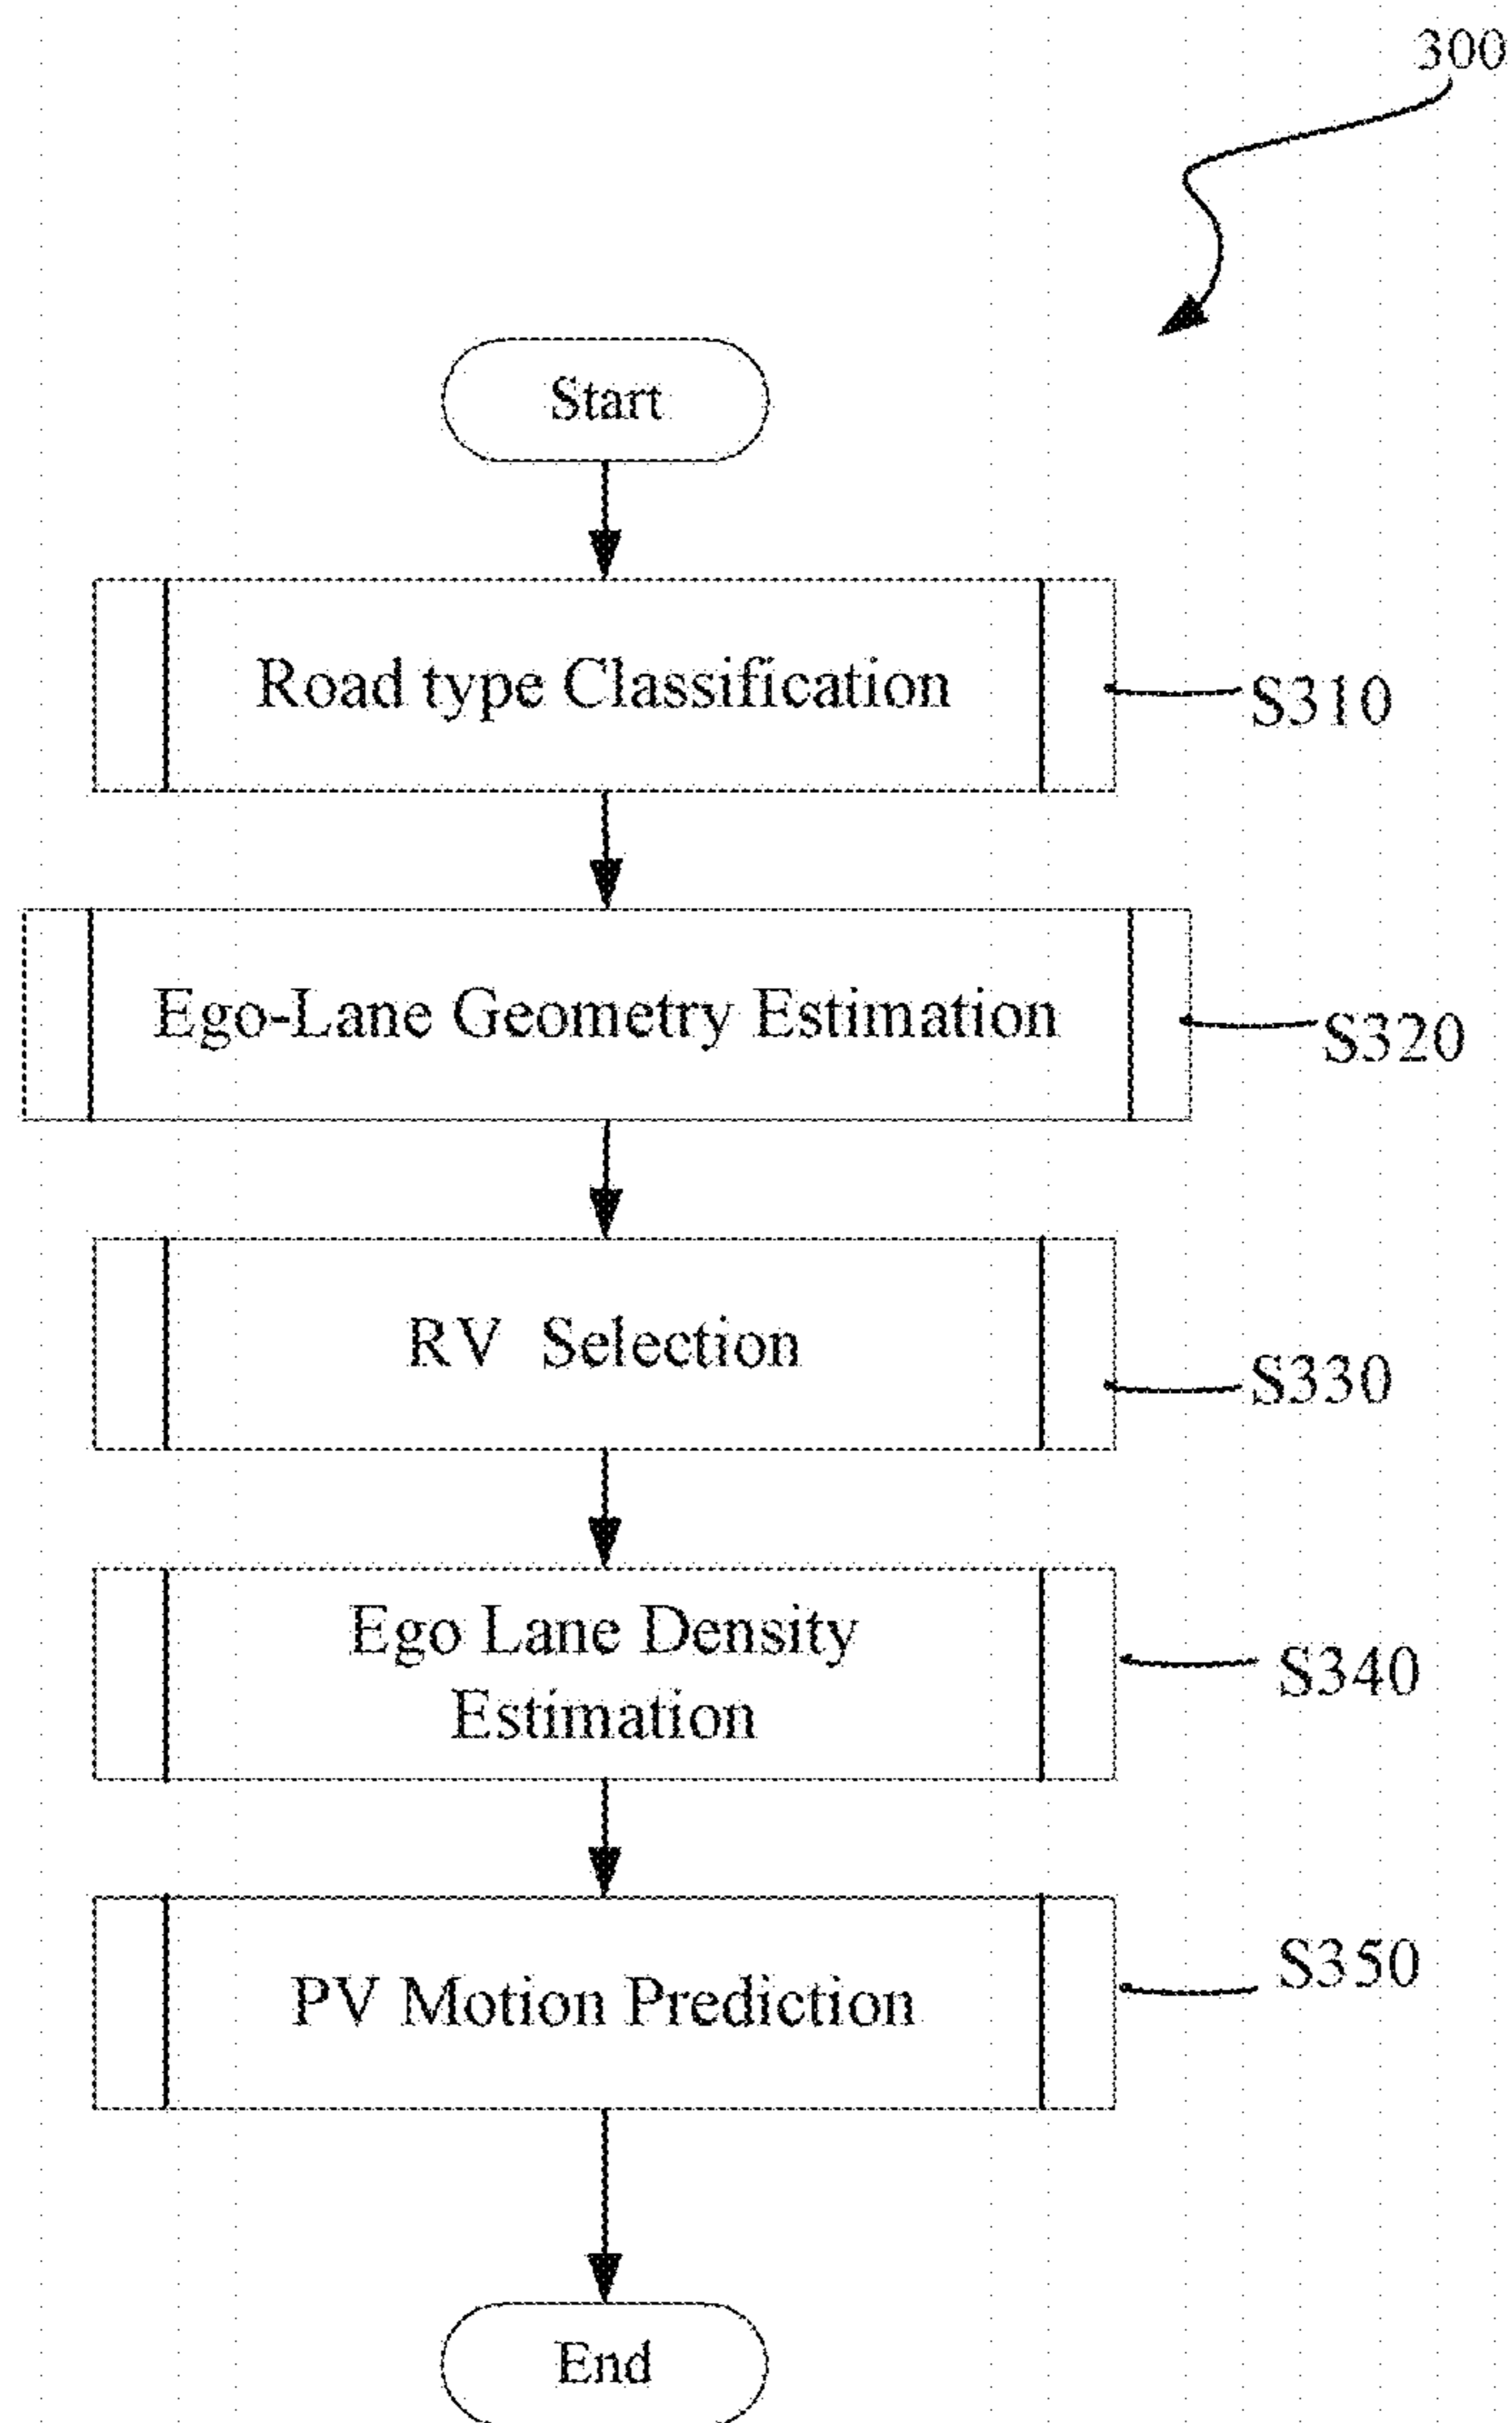 300
Start
Road type Classification
S310
Ego-Lane Geometry Estimation
S320
RV Selection
S330
Ego Lane Density
Estimation
S340
PV Motion Prediction
S350
End